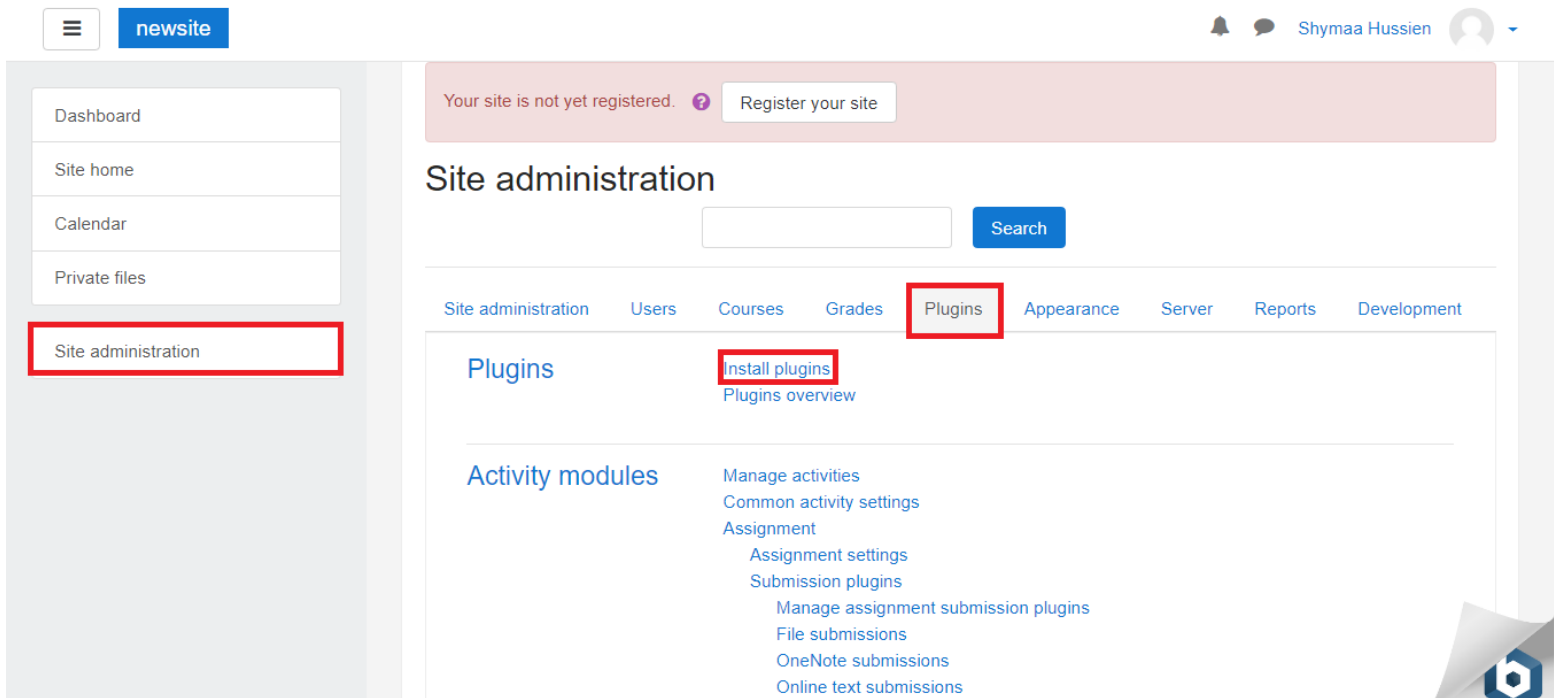 newsite
Shymaa Hussien
Dashboard
Site home
Calendar
Private files
Site administration
Your site is not yet registered. ? Register your site
Site administration
Search
Site administration Users Courses Grades Plugins Appearance Server Reports Development
Plugins
Install plugins
Plugins overview
Activity modules
Manage activities
Common activity settings
Assignment
Assignment settings
Submission plugins
Manage assignment submission plugins
File submissions
OneNote submissions
Online text submissions
b